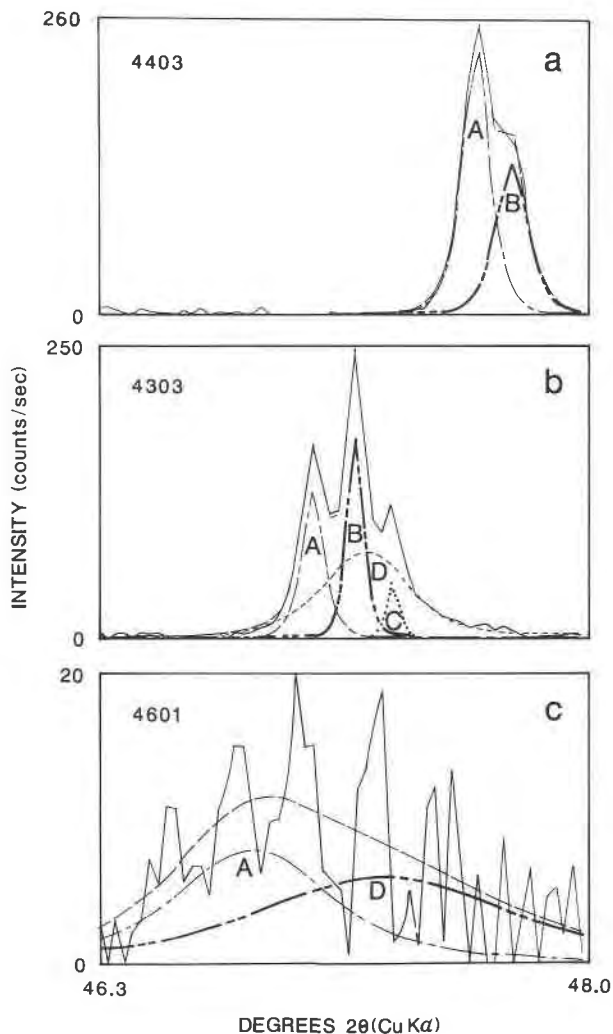 260
4403
a
A
B
0
250
4303
b
A
B
D
C
0
INTENSITY (counts/sec)
20
4601
c
A
D
0
46.3
48.0
DEGREES 2θ(Cu Kα)